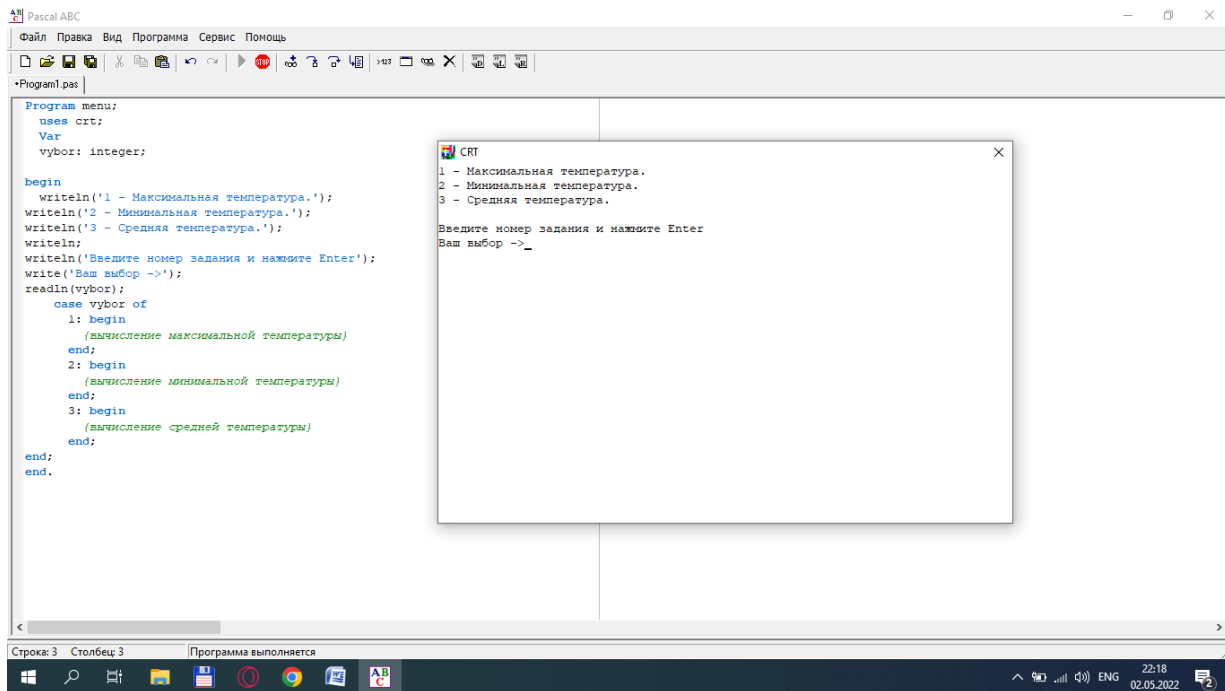 Pascal ABC
Файл Правка Вид Программа Сервис Помощь
•Program1.pas
Program menu;
uses crt;
Var
vybor: integer;
begin
writeln('1 - Максимальная температура.');
writeln('2 - Минимальная температура.');
writeln('3 - Средняя температура.');
writeln;
writeln('Введите номер задания и нажмите Enter');
write('Ваш выбор ->');
readln(vybor);
case vybor of
1: begin
{вычисление максимальной температуры}
end;
2: begin
{вычисление минимальной температуры}
end;
3: begin
{вычисление средней температуры}
end;
end;
end.
CRT
1 - Максимальная температура.
2 - Минимальная температура.
3 - Средняя температура.
Введите номер задания и нажмите Enter
Ваш выбор ->_
Строка: 3 Столбец: 3 Программа выполняется
ENG
22:18
02.05.2022
2